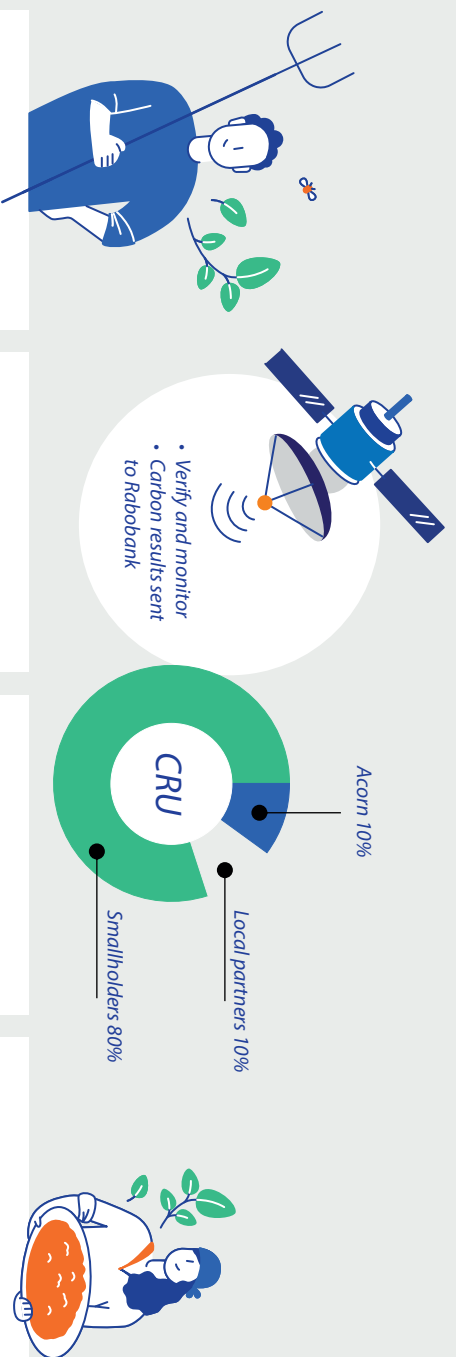 • Verify and monitor
• Carbon results sent
to Rabobank
CRU
Acorn 10%
Local partners 10%
Smallholders 80%